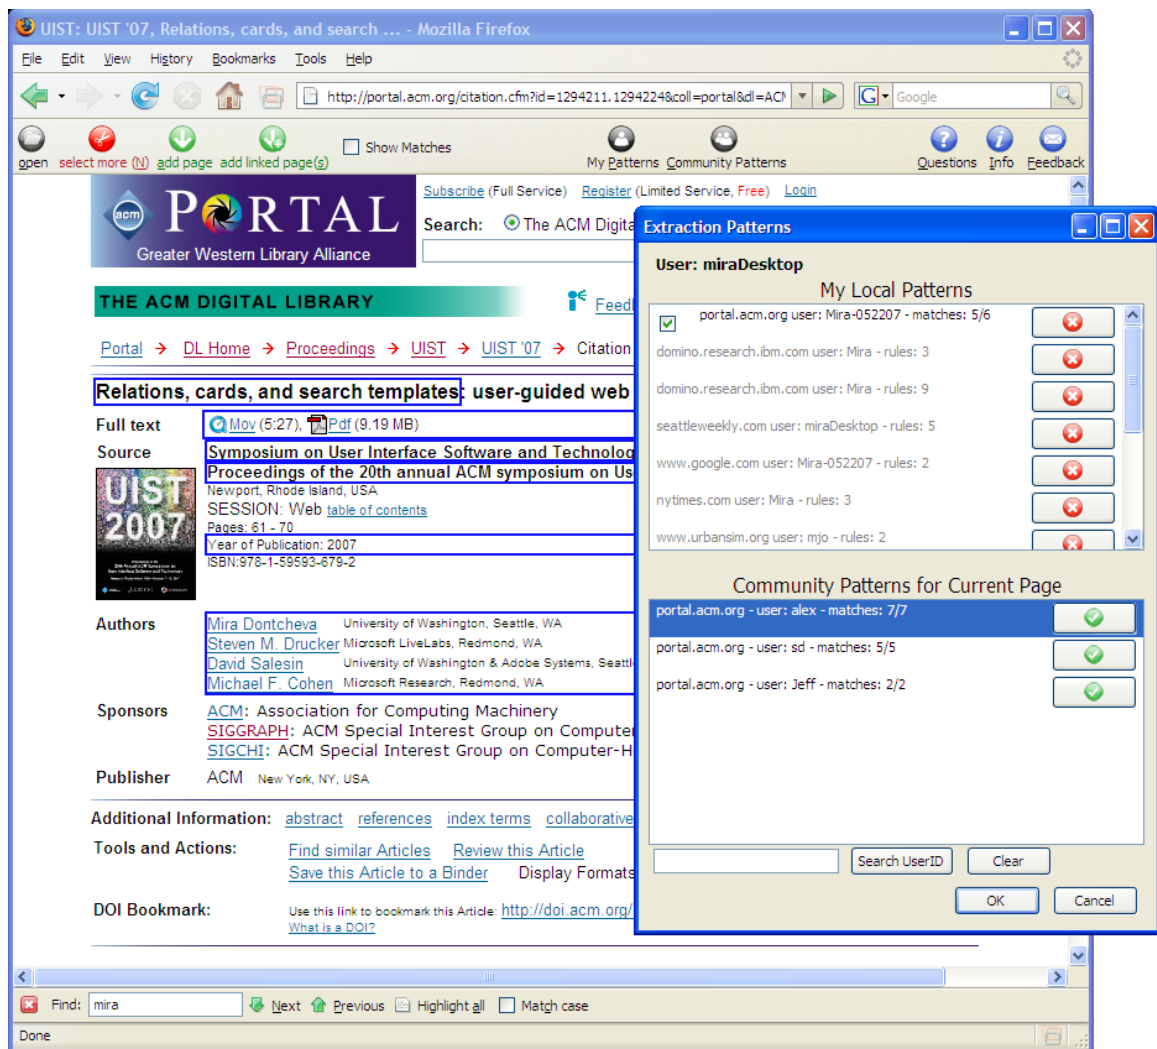 UIST: UIST '07, Relations, cards, and search ... - Mozilla Firefox
File Edit View History Bookmarks Tools Help
http://portal.acm.org/citation.cfm?id=1294211.1294224&coll=portal&dl=ACM
Google
open select more (N) add page add linked page(s) Show Matches My Patterns Community Patterns Questions Info Feedback
acm PORTAL
Greater Western Library Alliance
Subscribe (Full Service) Register (Limited Service, Free) Login
Search: The ACM Digita
THE ACM DIGITAL LIBRARY
Feed
Portal → DL Home → Proceedings → UIST → UIST '07 → Citation
Relations, cards, and search templates: user-guided web
Full text Mov (5:27), Pdf (9.19 MB)
Source Symposium on User Interface Software and Technolog
Proceedings of the 20th annual ACM symposium on Us
Newport, Rhode Island, USA
SESSION: Web table of contents
Pages: 61 - 70
Year of Publication: 2007
ISBN:978-1-59593-679-2
UIST
2007
Authors Mira Dontcheva University of Washington, Seattle, WA
Steven M. Drucker Microsoft LiveLabs, Redmond, WA
David Salesin University of Washington & Adobe Systems, Seattl
Michael F. Cohen Microsoft Research, Redmond, WA
Sponsors ACM: Association for Computing Machinery
SIGGRAPH: ACM Special Interest Group on Computer
SIGCHI: ACM Special Interest Group on Computer-H
Publisher ACM New York, NY, USA
Additional Information: abstract references index terms collaborative
Tools and Actions: Find similar Articles Review this Article
Save this Article to a Binder Display Formats
DOI Bookmark: Use this link to bookmark this Article: http://doi.acm.org/
What is a DOI?
Find: mira Next Previous Highlight all Match case
Done
Extraction Patterns
User: miraDesktop
My Local Patterns
portal.acm.org user: Mira-052207 - matches: 5/6
domino.research.ibm.com user: Mira - rules: 3
domino.research.ibm.com user: Mira - rules: 9
seattleweekly.com user: miraDesktop - rules: 5
www.google.com user: Mira-052207 - rules: 2
nytimes.com user: Mira - rules: 3
www.urbansim.org user: mjo - rules: 2
Community Patterns for Current Page
portal.acm.org - user: alex - matches: 7/7
portal.acm.org - user: sd - matches: 5/5
portal.acm.org - user: Jeff - matches: 2/2
Search UserID Clear
OK Cancel